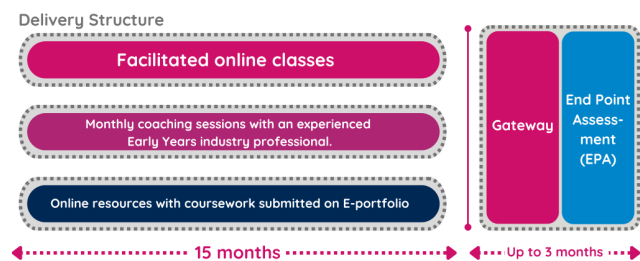 Delivery Structure
Facilitated online classes
Monthly coaching sessions with an experienced
Early Years industry professional.
Online resources with coursework submitted on E-portfolio
Gateway
End Point
Assess-
ment
(EPA)
15 months
Up to 3 months